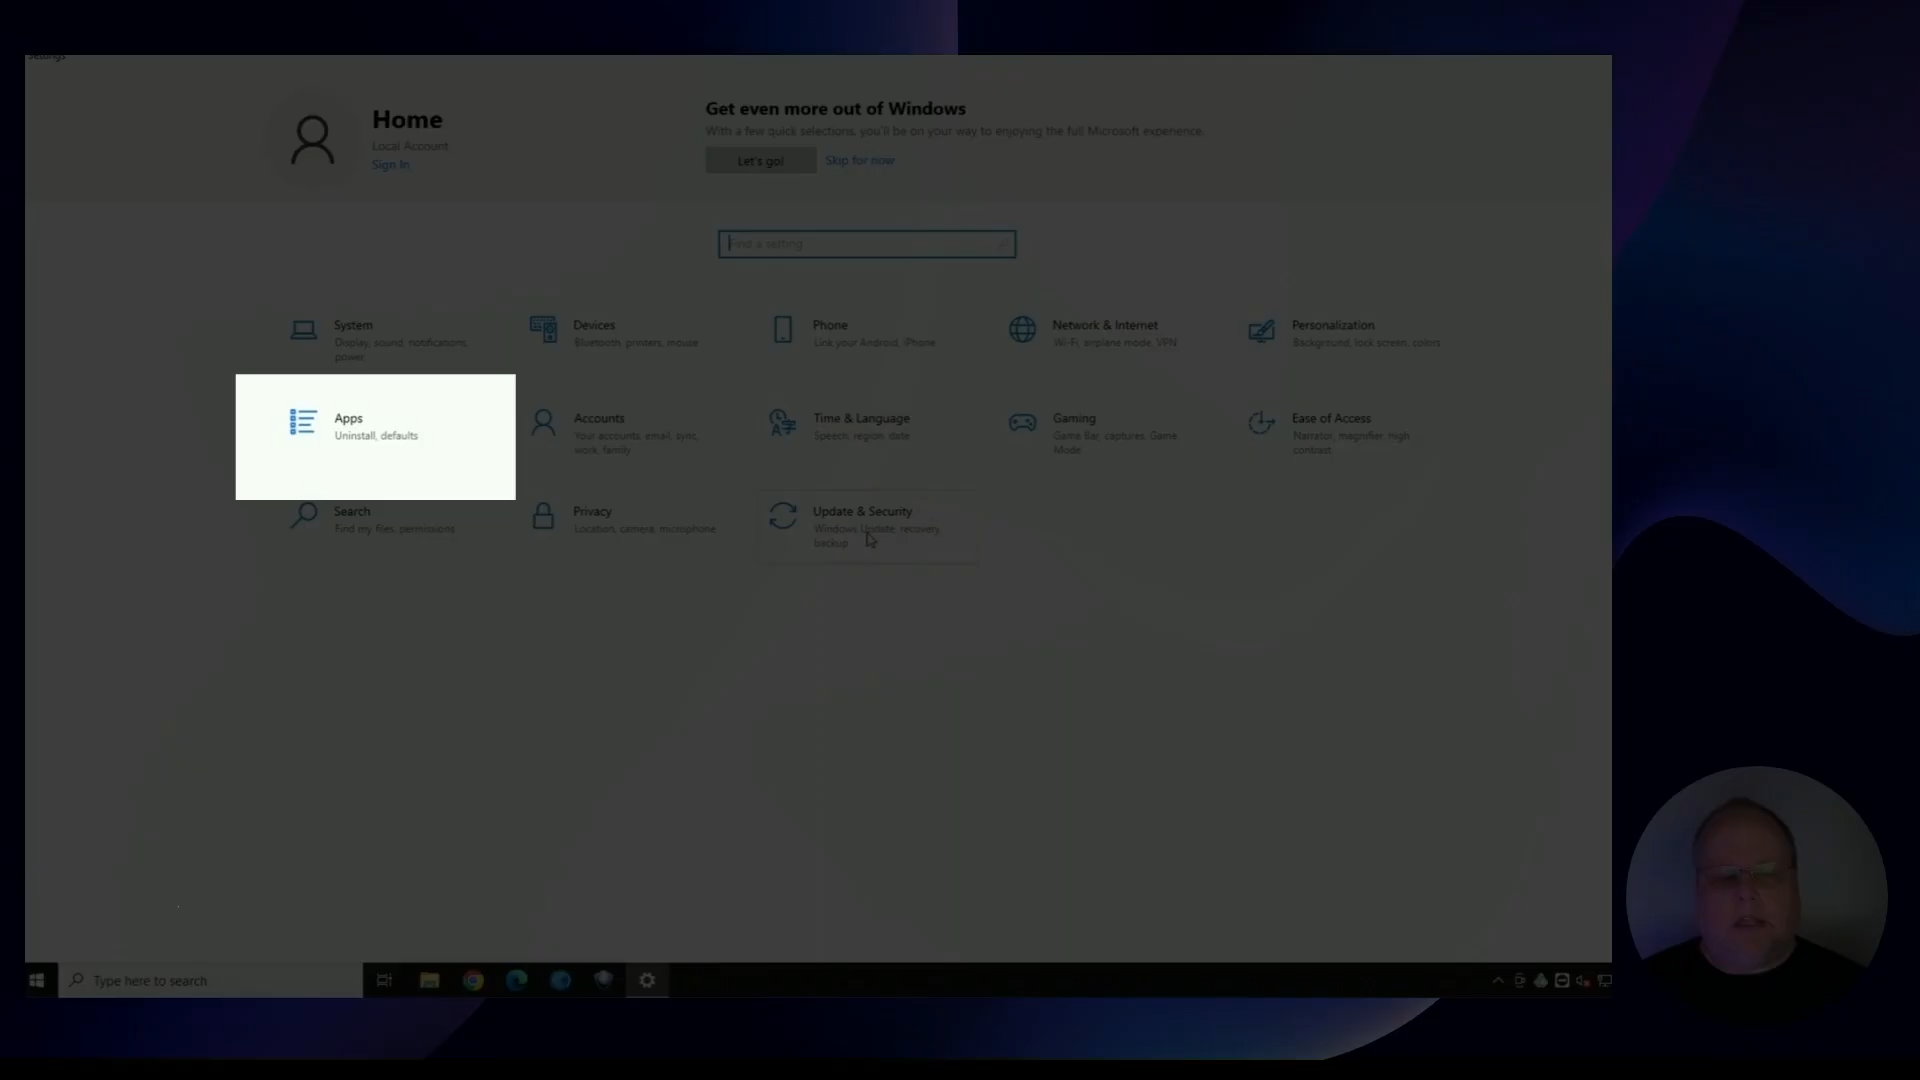 Settings
Home
Local Account
Sign In
Get even more out of Windows
With a few quick selections, you'll be on your way to enjoying the full Microsoft experience.
Let's go!
Skip for now
Find a setting
System
Display, sound, notifications,
power
Devices
Bluetooth, printers, mouse
Phone
Link your Android, iPhone
Network & Internet
Wi-Fi, airplane mode, VPN
Personalization
Background, lock screen, colors
Apps
Uninstall, defaults
Accounts
Your accounts, email, sync,
work, family
Time & Language
Speech, region, date
Gaming
Game Bar, captures, Game
Mode
Ease of Access
Narrator, magnifier, high
contrast
Search
Find my files, permissions
Privacy
Location, camera, microphone
Update & Security
Windows Update, recovery,
backup
Type here to search